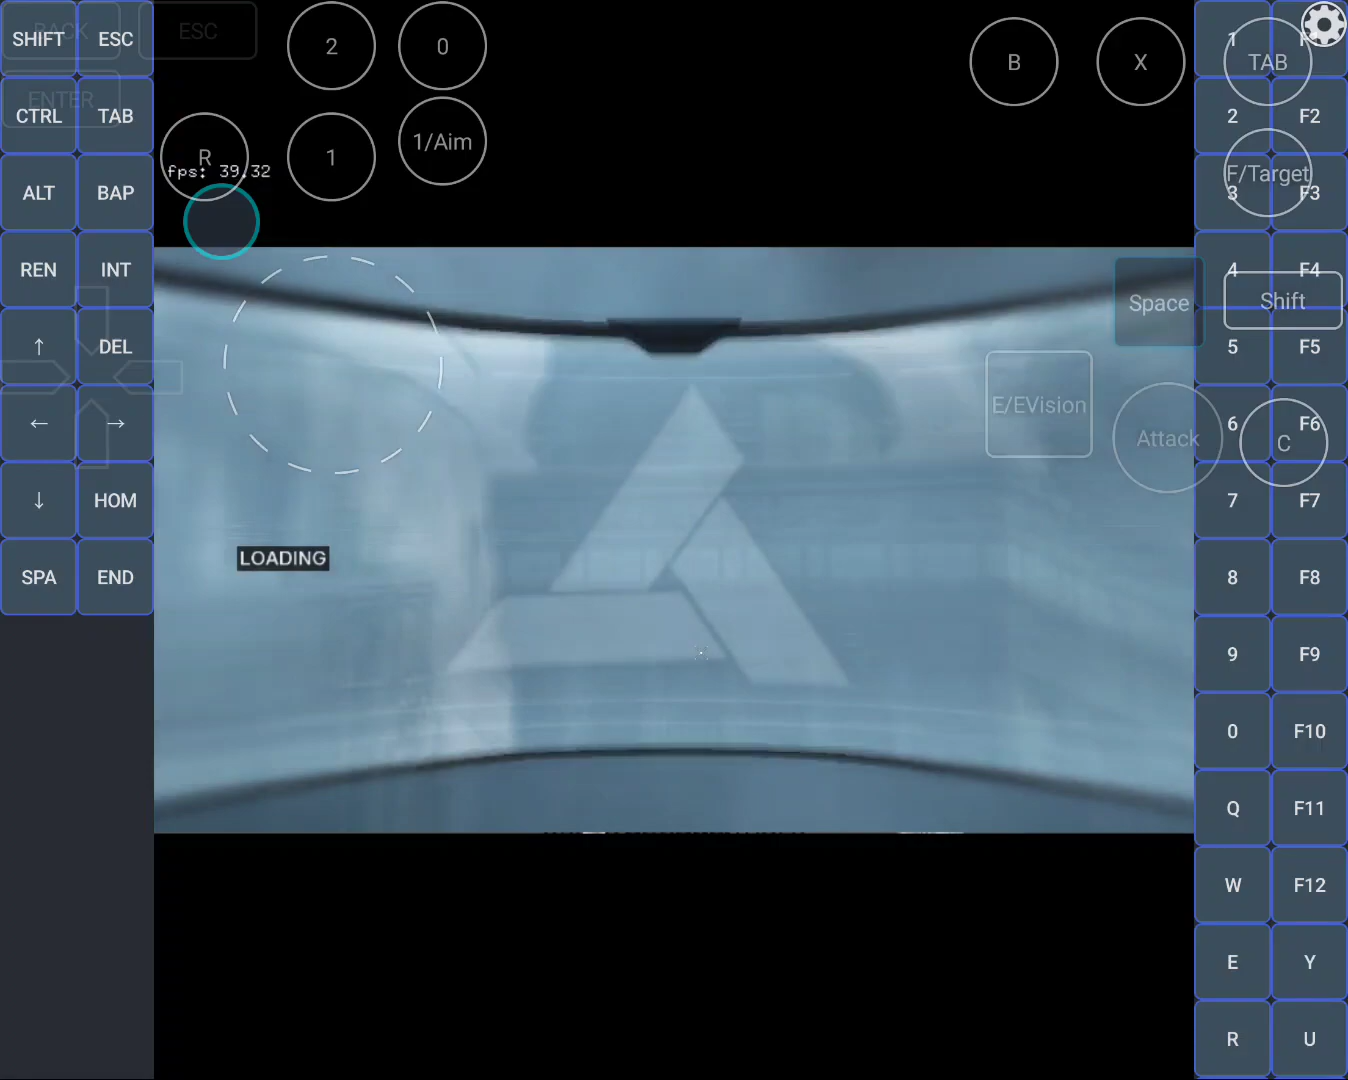 BACK
SHIFT
ESC
ESC
2
0
B
X
1
F
TAB
ENTER
CTRL
TAB
R
1
1/Aim
2
F2
fps: 39.32
F/Target
ALT
BAP
3
F3
REN
INT
4
F4
Space
Shift
↑
DEL
5
F5
E/EVision
←
→
Attack
6
F6
C
↓
HOM
7
F7
LOADING
SPA
END
8
F8
9
F9
0
F10
Q
F11
W
F12
E
Y
R
U